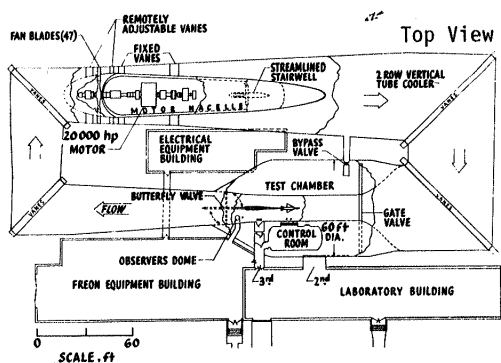 Top View
REMOTELY
ADJUSTABLE VANES
FAN BLADES(47)
FIXED
VANES
STREAMLINED
STAIRWELL
2 ROW VERTICAL
TUBE COOLER
VANES
VANES
MOTOR NACELLE
20000 hp
MOTOR
ELECTRICAL
EQUIPMENT
BUILDING
BYPASS
VALVE
TEST CHAMBER
BUTTERFLY VALVE
FLOW
VANES
VANES
GATE
VALVE
60 ft
DIA.
CONTROL
ROOM
OBSERVERS DOME
FREON EQUIPMENT BUILDING
3nd
2nd
LABORATORY BUILDING
0 60
SCALE, ft